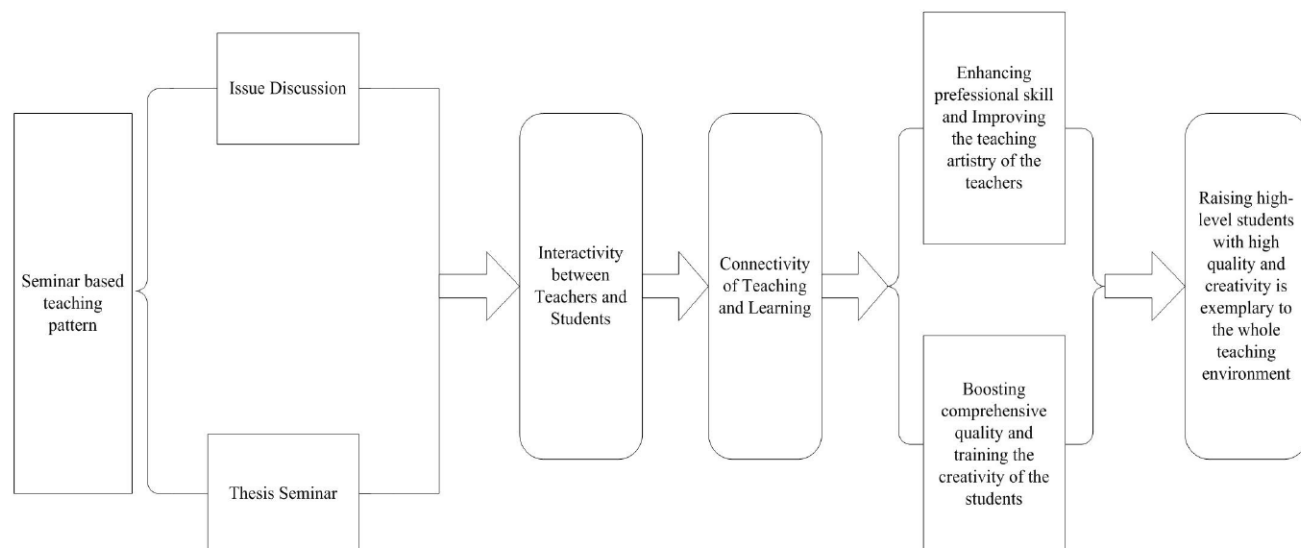 Seminar based
teaching
pattern
Issue Discussion
Thesis Seminar
Interactivity
between
Teachers and
Students
Connectivity
of Teaching
and Learning
Enhancing
prefessional skill
and Improving
the teaching
artistry of the
teachers
Boosting
comprehensive
quality and
training the
creativity of the
students
Raising high-
level students
with high
quality and
creativity is
exemplary to
the whole
teaching
environment